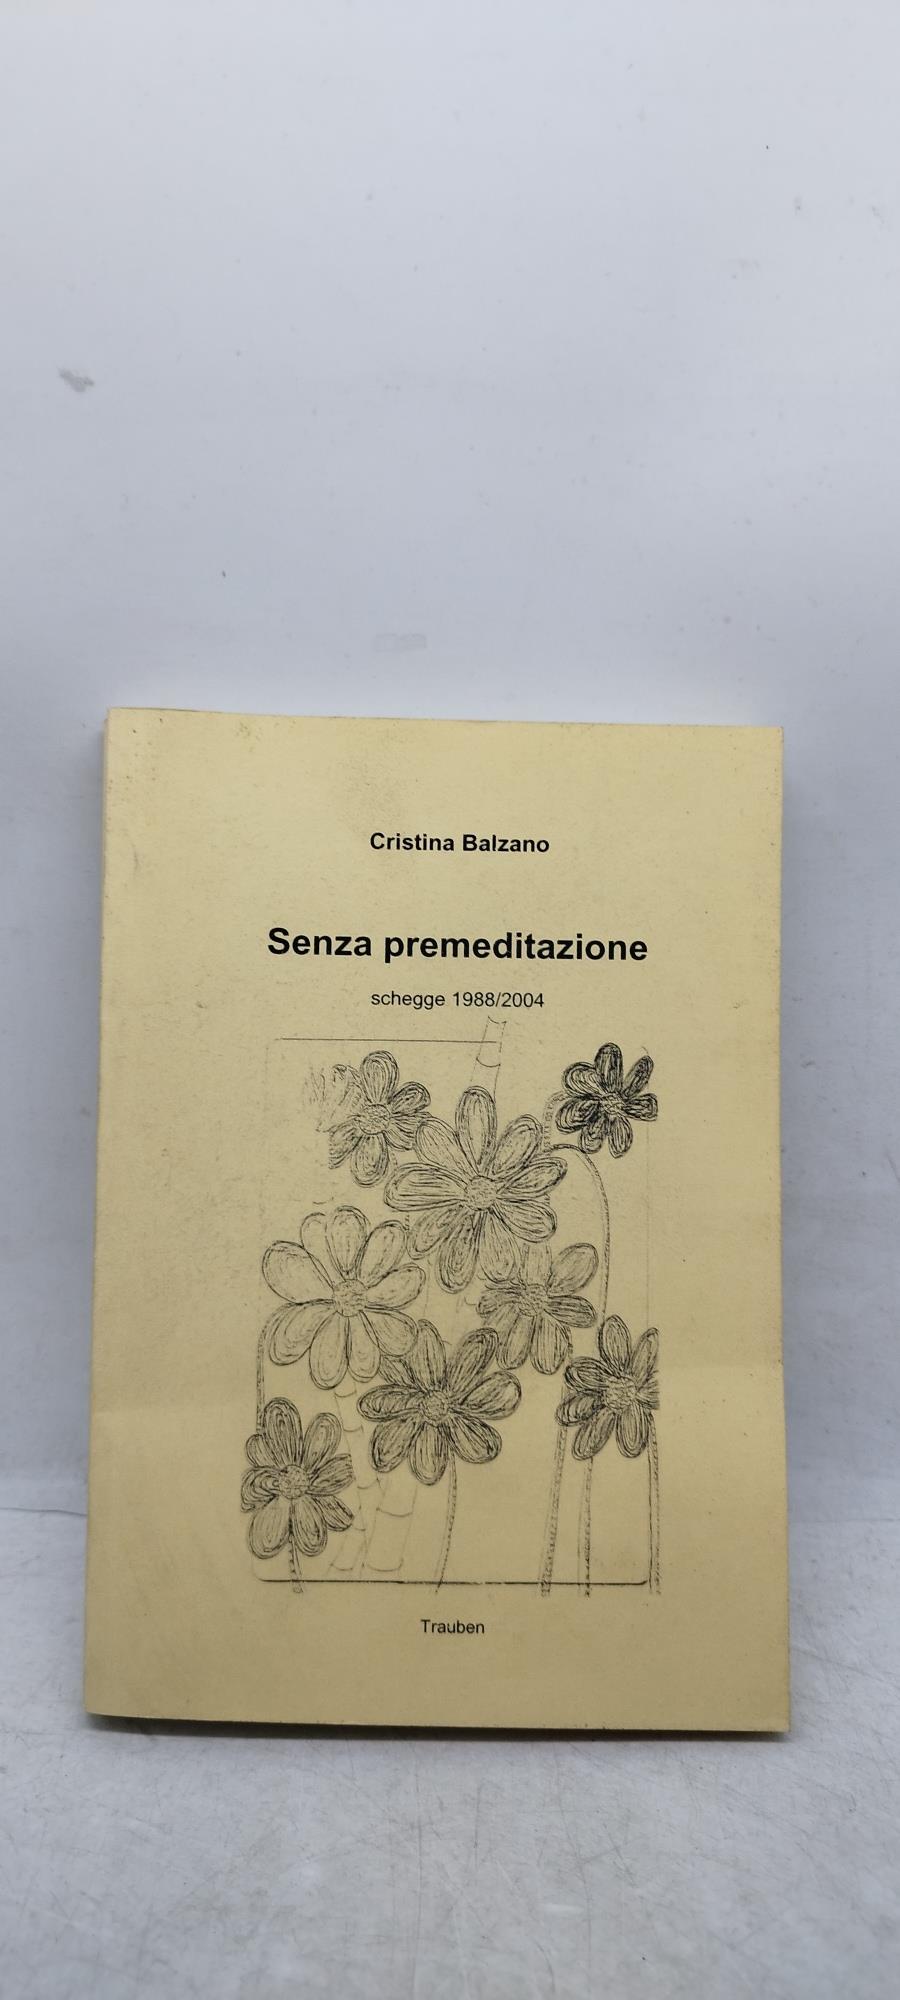 Cristina Balzano
Senza premeditazione
schegge 1988/2004
Trauben